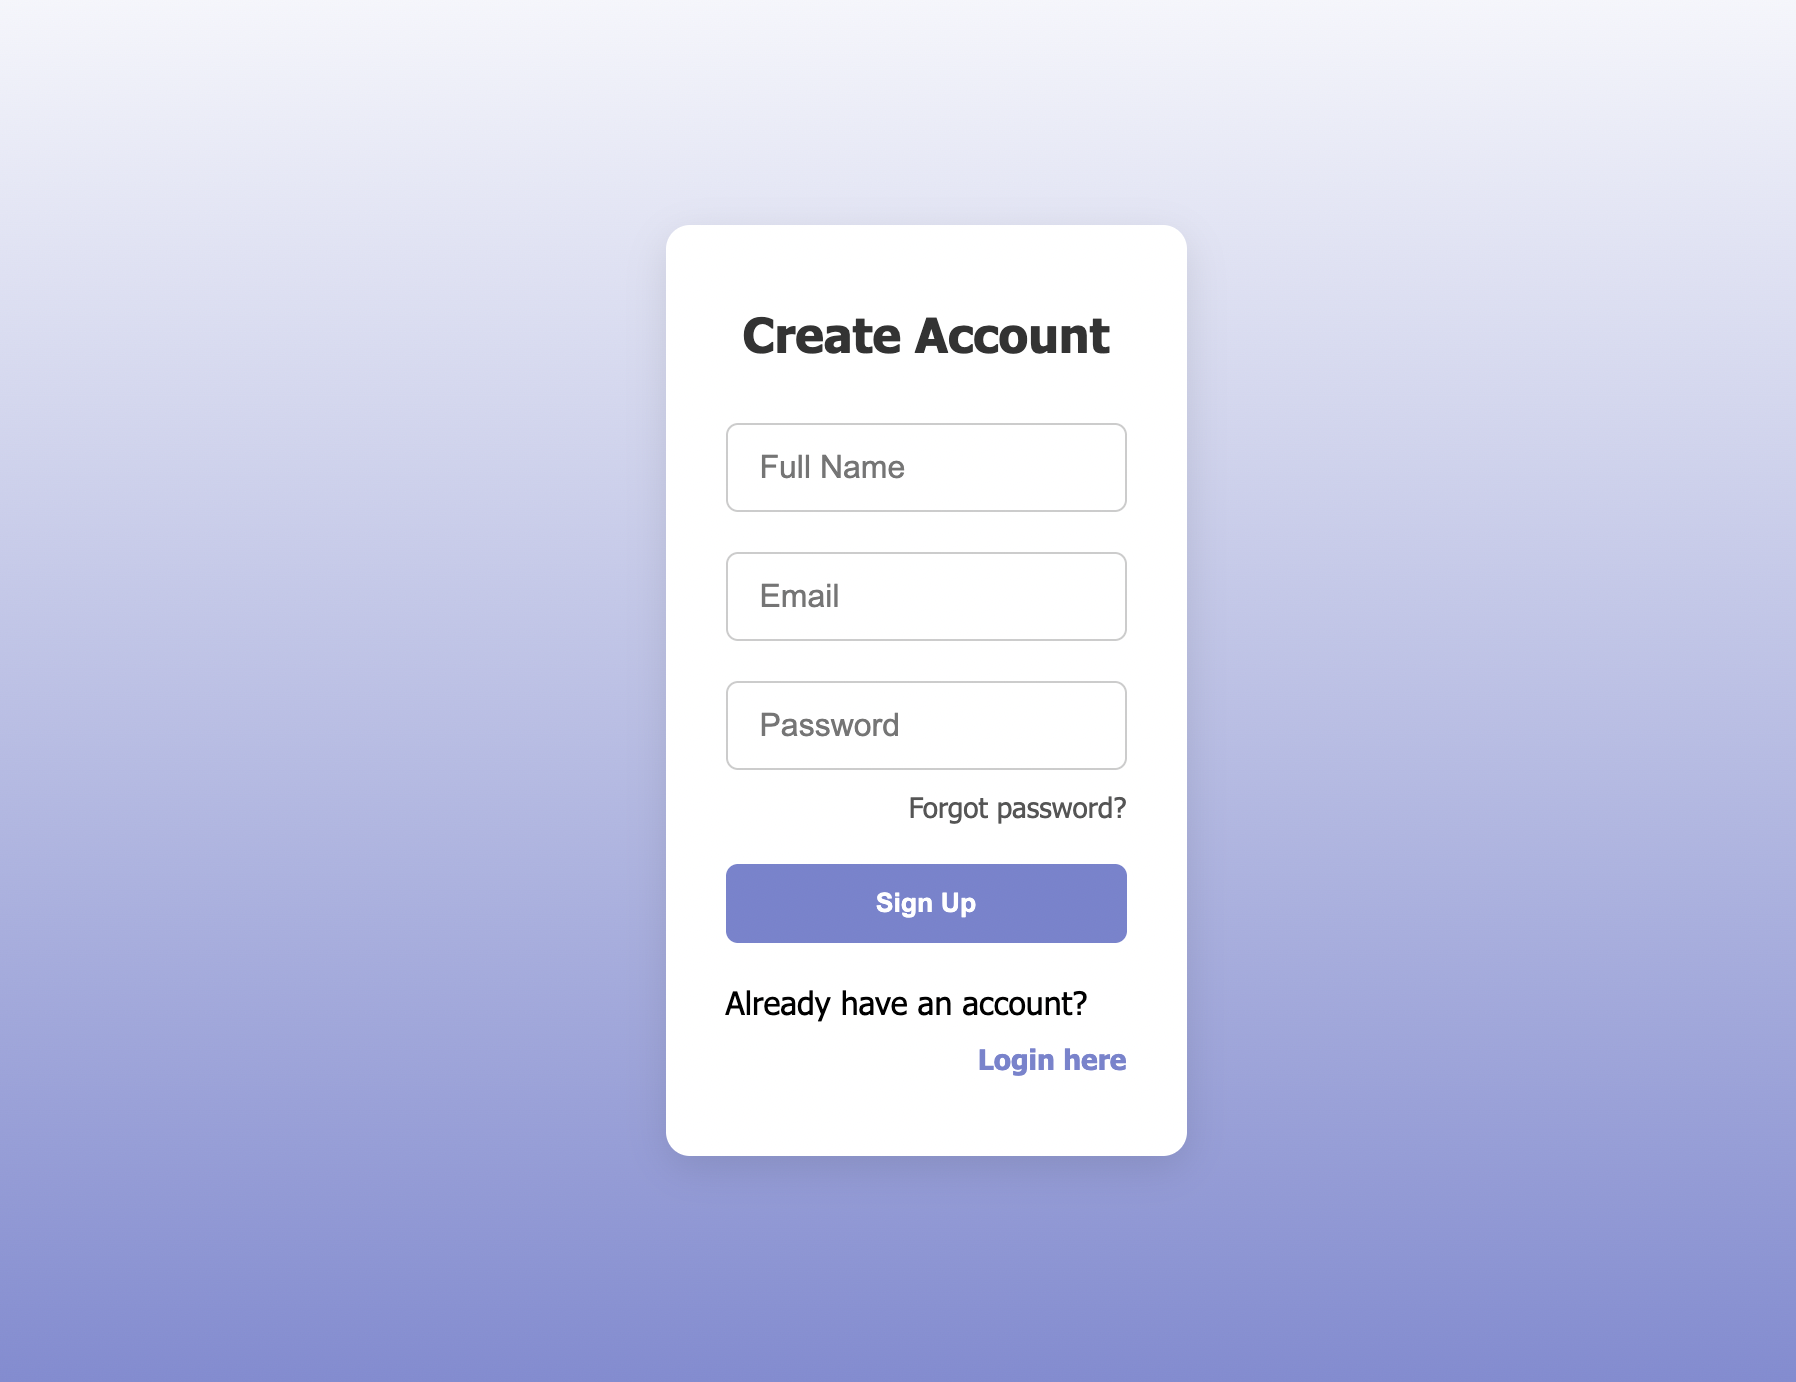 Create Account
Full Name
Email
Password
Forgot password?
Sign Up
Already have an account?
Login here